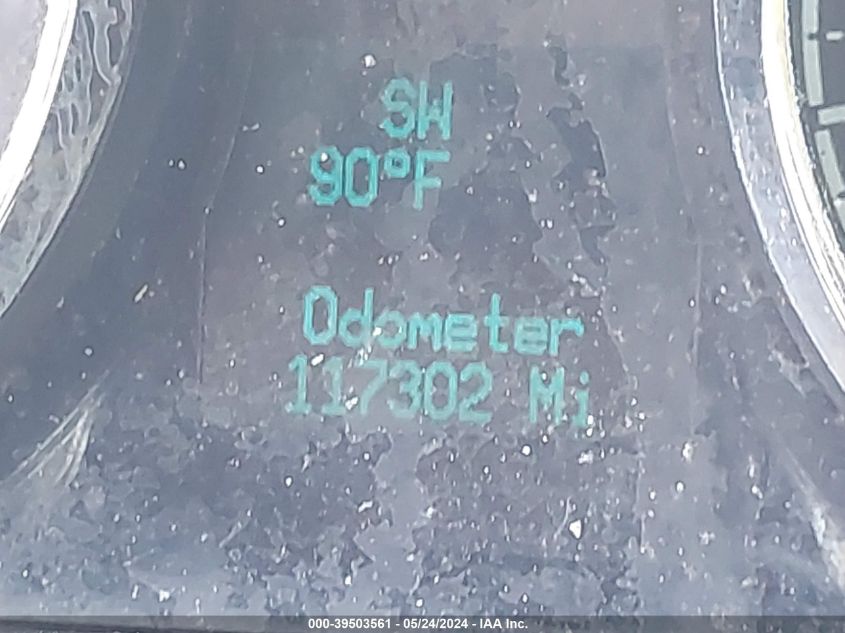 SW
90°F
Odometer
117302 Mi
000-39503561 - 05/24/2024 - IAA Inc.